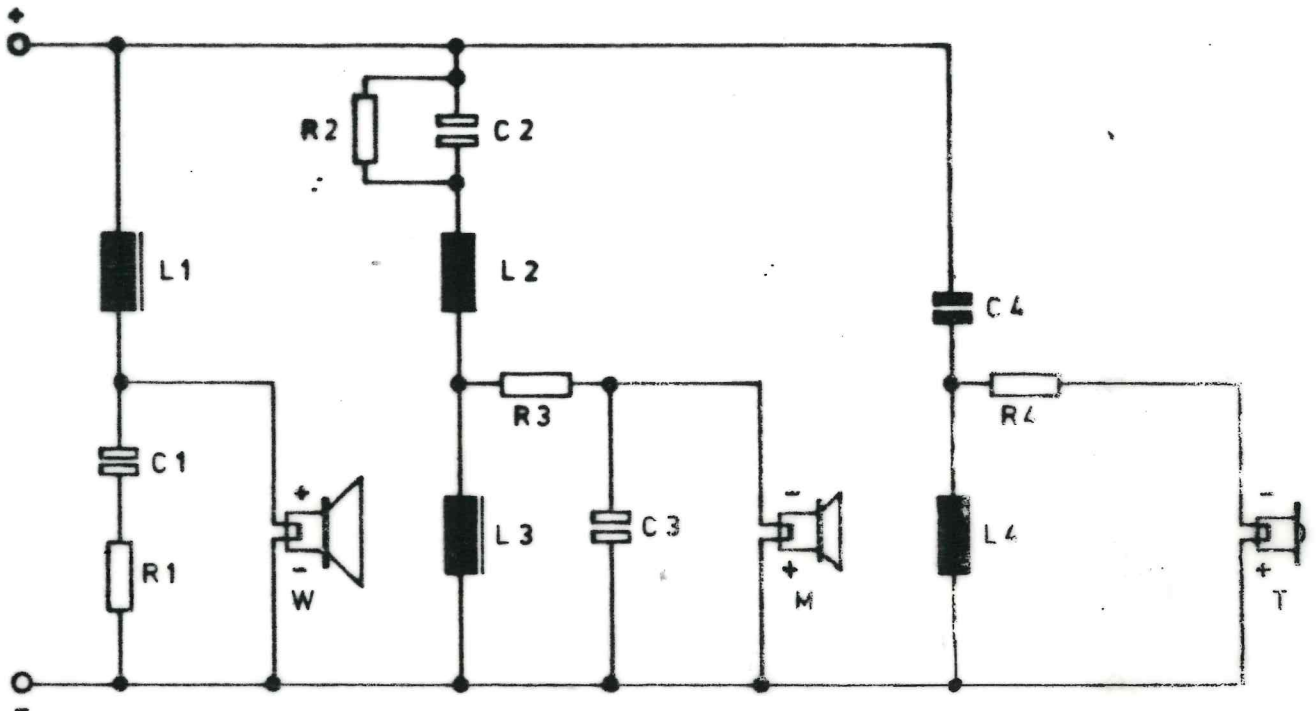 +
R2
C2
L1
L2
C4
R3
R4
C1
+
-
-
L3
C3
L4
R1
-
+
+
W
M
T
-